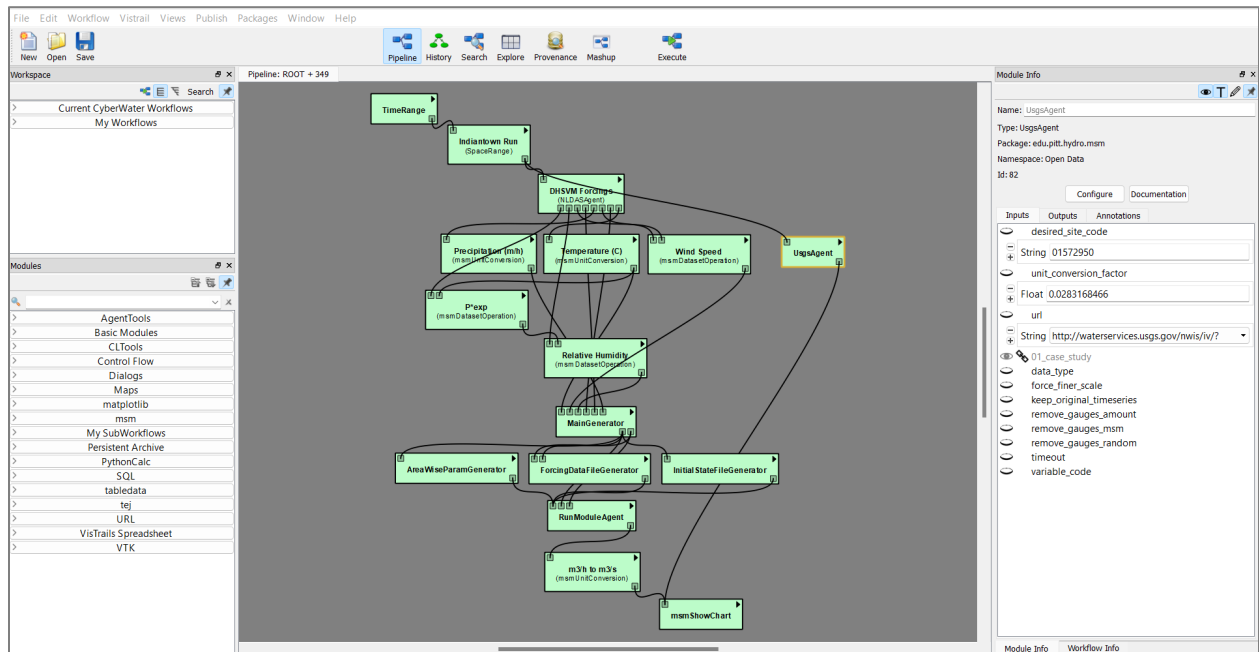 File Edit Workflow Vistrail Views Publish Packages Window Help
New Open Save Pipeline History Search Explore Provenance Mashup Execute
Workspace
Search
Current CyberWater Workflows
My Workflows
Modules
AgentTools
Basic Modules
CLTools
Control Flow
Dialogs
Maps
matplotlib
msm
My SubWorkflows
Persistent Archive
PythonCalc
SQL
tabledata
tej
URL
VisTrails Spreadsheet
VTK
Pipeline: ROOT + 349
TimeRange
Indiantown Run
(SpaceRange)
DHSVM Forcings
(NLDASAgent)
Precipitation (m/h)
(msmUnitConversion)
Temperature (C)
(msmUnitConversion)
Wind Speed
(msmDatasetOperation)
UsgsAgent
P*exp
(msmDatasetOperation)
Relative Humidity
(msmDatasetOperation)
MainGenerator
AreaWiseParamGenerator
ForcingDataFileGenerator
InitialStateFileGenerator
RunModuleAgent
m3/h to m3/s
(msmUnitConversion)
msmShowChart
Module Info
Name: UsgsAgent
Type: UsgsAgent
Package: edu.pitt.hydro.msm
Namespace: Open Data
Id: 82
Configure Documentation
Inputs Outputs Annotations
desired_site_code
String 01572950
unit_conversion_factor
Float 0.0283168466
url
String http://waterservices.usgs.gov/nwis/iv/?
01_case_study
data_type
force_finer_scale
keep_original_timeseries
remove_gauges_amount
remove_gauges_msm
remove_gauges_random
timeout
variable_code
Module Info Workflow Info